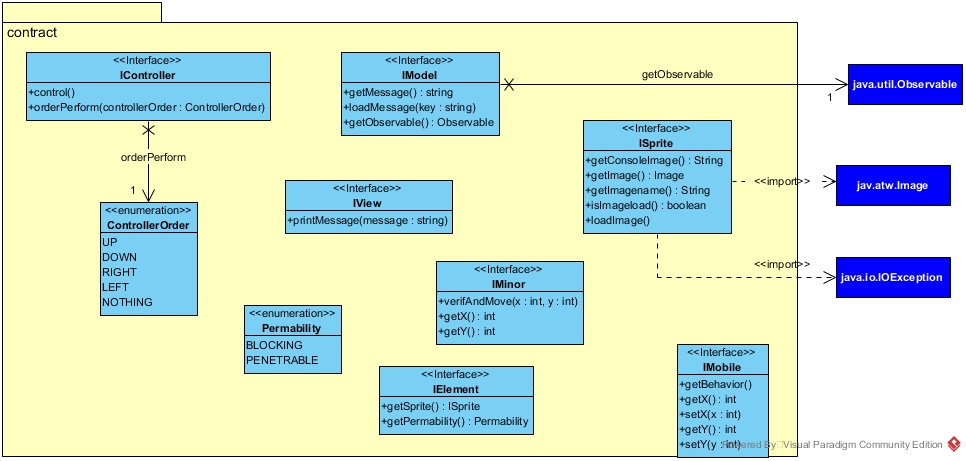 contract
<<Interface>>
IController
+control()
+orderPerform(controllerOrder : ControllerOrder)
<<Interface>>
IModel
+getMessage() : string
+loadMessage(key : string)
+getObservable() : Observable
getObservable
1
java.util.Observable
<<Interface>>
ISprite
+getConsoleImage() : String
+getImage() : Image
+getImagename() : String
+isImageload() : boolean
+loadImage()
<<import>>
jav.atw.Image
orderPerform
1
<<enumeration>>
ControllerOrder
UP
DOWN
RIGHT
LEFT
NOTHING
<<Interface>>
IView
+printMessage(message : string)
<<import>>
java.io.IOException
<<Interface>>
IMinor
+verifAndMove(x : int, y : int)
+getX() : int
+getY() : int
<<enumeration>>
Permability
BLOCKING
PENETRABLE
<<Interface>>
IElement
+getSprite() : ISprite
+getPermability() : Permability
<<Interface>>
IMobile
+getBehavior()
+getX() : int
+setX(x : int)
+getY() : int
+setY(y : int)
Powered By Visual Paradigm Community Edition